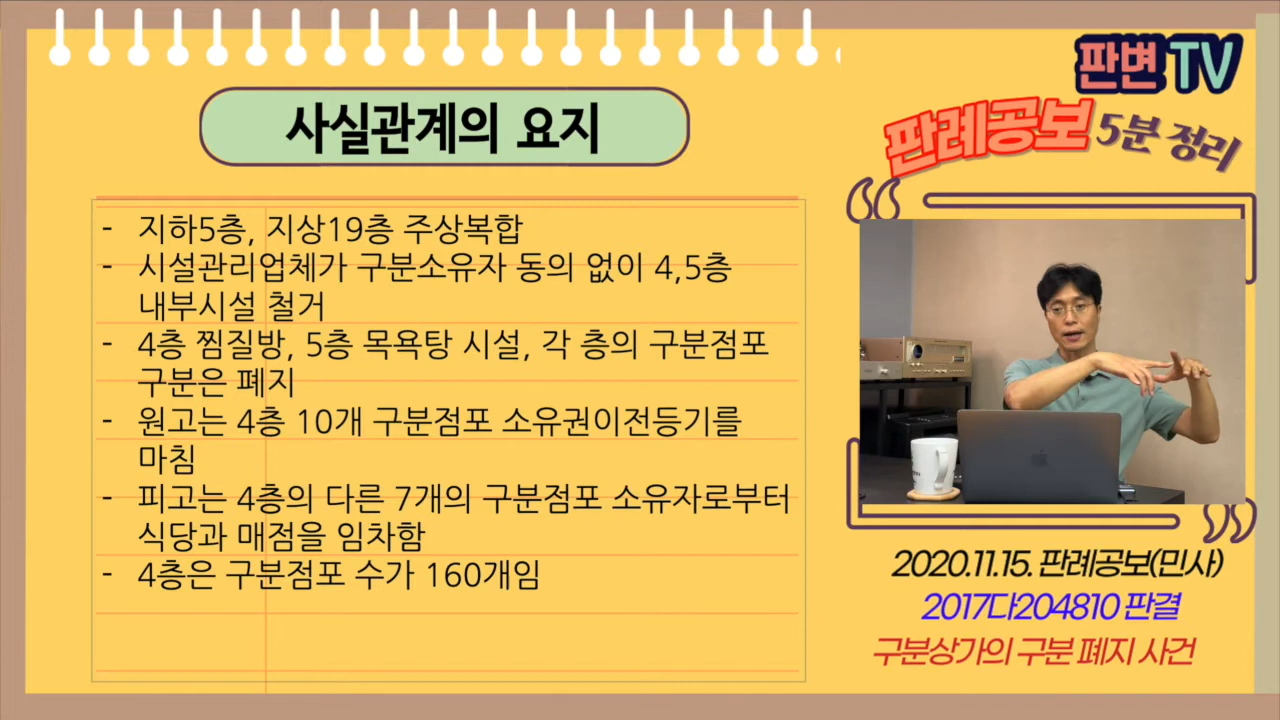 사실관계의 요지
- 지하5층, 지상19층 주상복합
- 시설관리업체가 구분소유자 동의 없이 4,5층
내부시설 철거
- 4층 찜질방, 5층 목욕탕 시설, 각 층의 구분점포
구분은 폐지
- 원고는 4층 10개 구분점포 소유권이전등기를
마침
- 피고는 4층의 다른 7개의 구분점포 소유자로부터
식당과 매점을 임차함
- 4층은 구분점포 수가 160개임
판변TV
판례공보 5분 정리
2020.11.15. 판례공보(민사)
2017다204810 판결
구분상가의 구분 폐지 사건